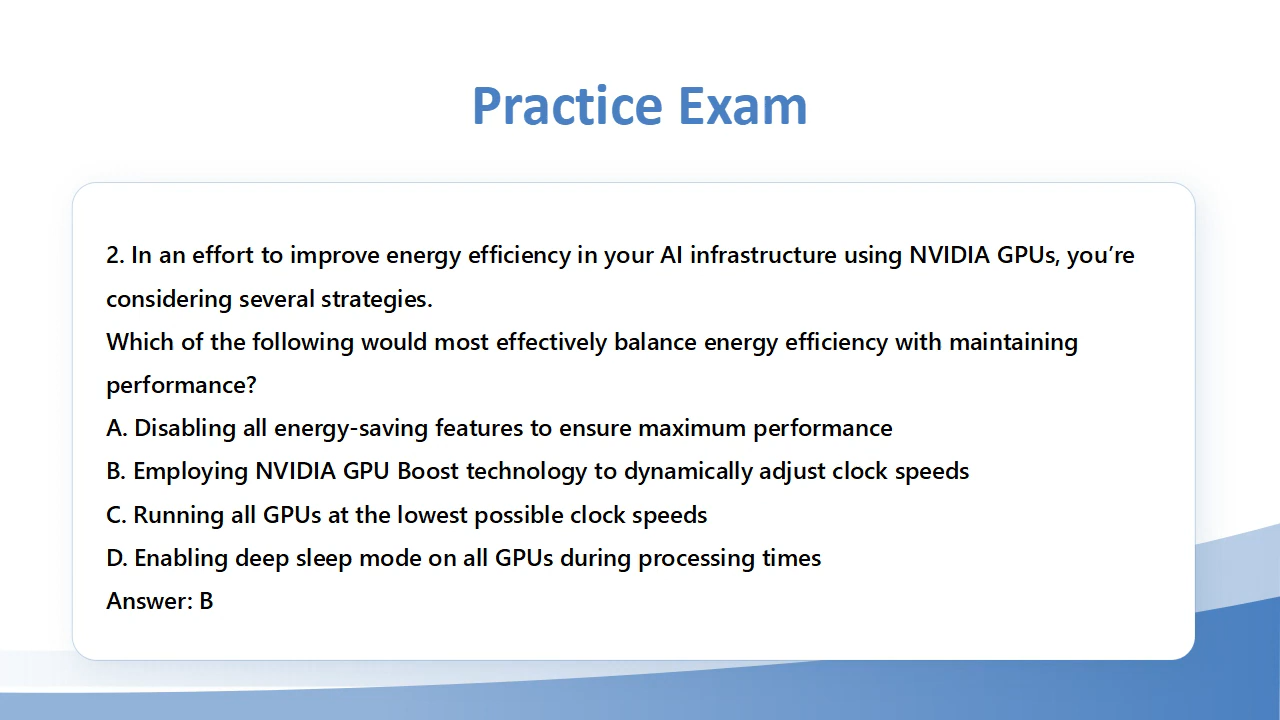 Practice Exam
2. In an effort to improve energy efficiency in your AI infrastructure using NVIDIA GPUs, you’re
considering several strategies.
Which of the following would most effectively balance energy efficiency with maintaining
performance?
A. Disabling all energy-saving features to ensure maximum performance
B. Employing NVIDIA GPU Boost technology to dynamically adjust clock speeds
C. Running all GPUs at the lowest possible clock speeds
D. Enabling deep sleep mode on all GPUs during processing times
Answer: B